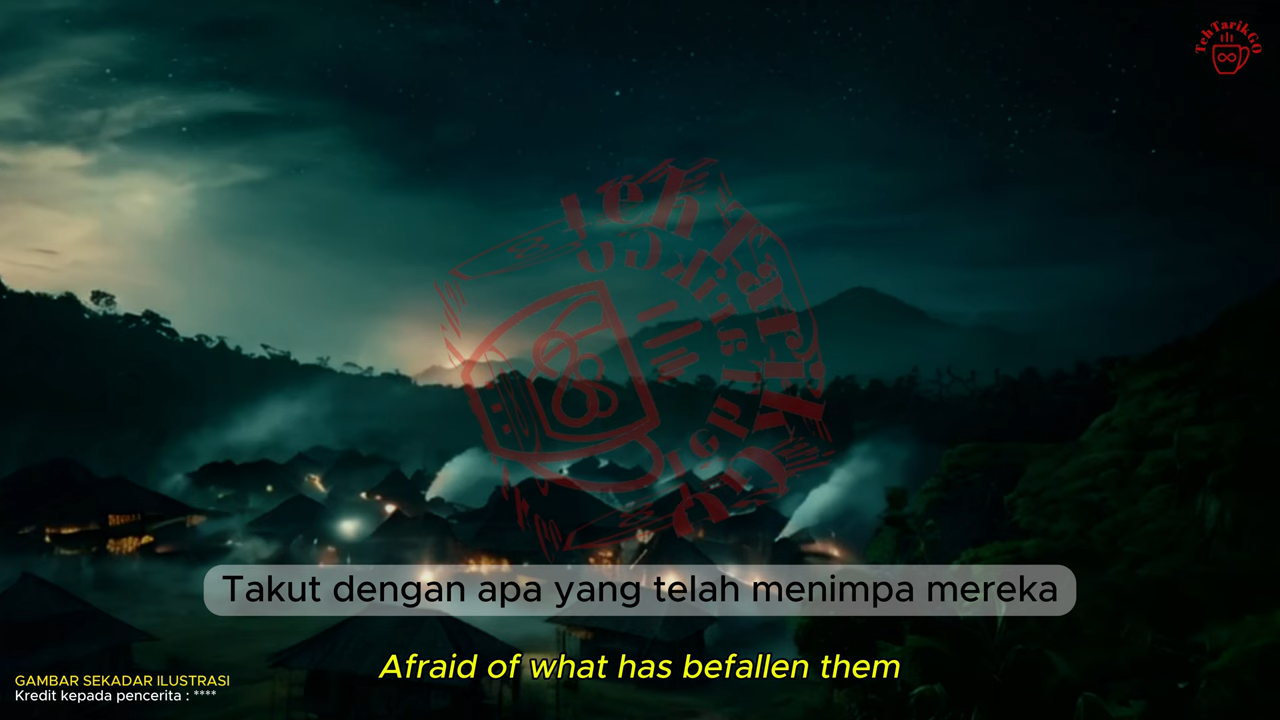 TehTarikGO
TehTarikGO
Takut dengan apa yang telah menimpa mereka
Afraid of what has befallen them
GAMBAR SEKADAR ILUSTRASI
Kredit kepada pencerita : ****